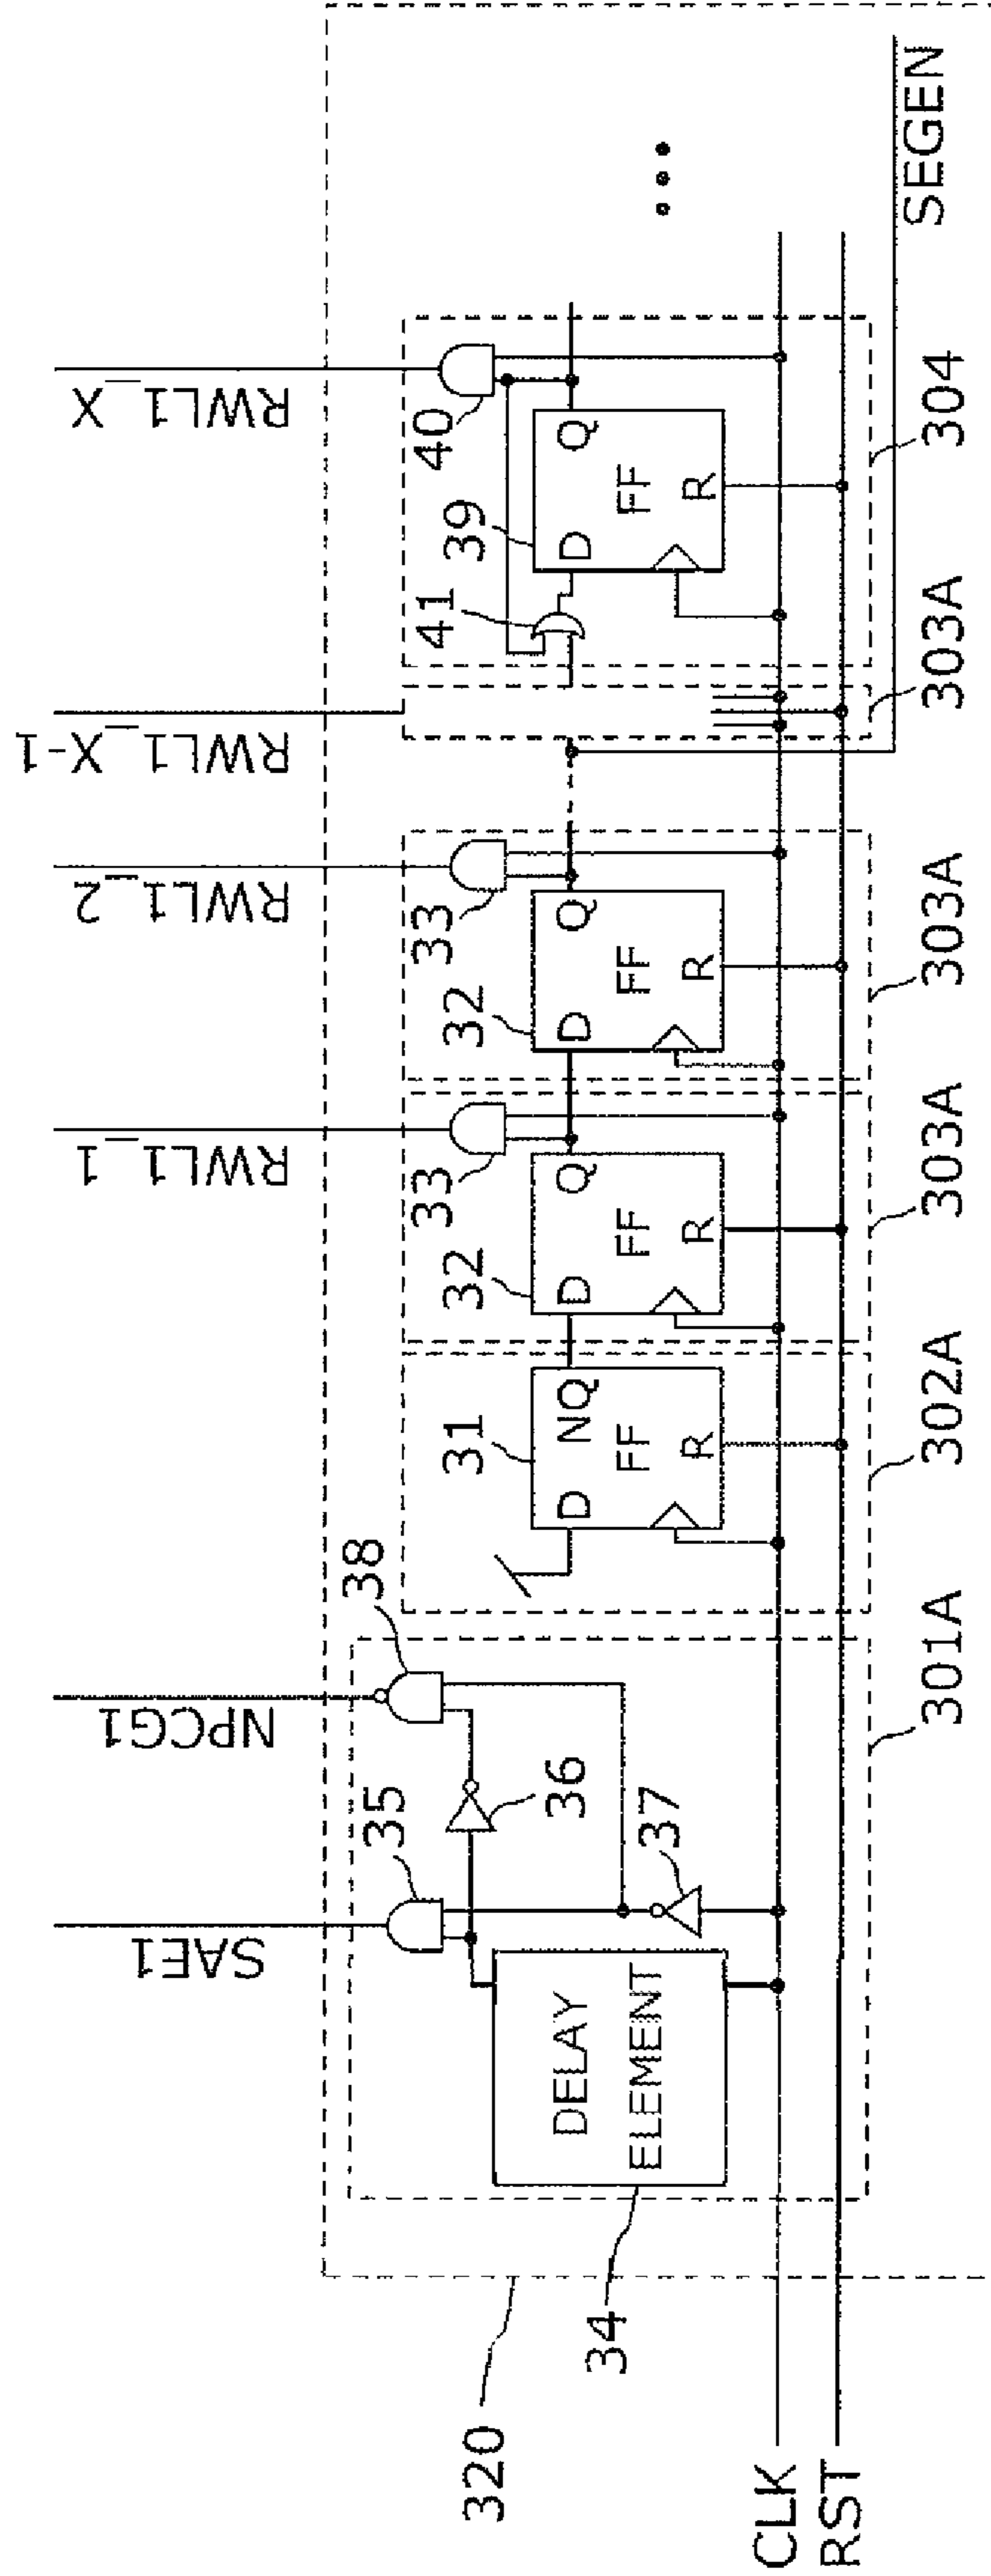 SAE1
NPCG1
RWL1_1
RWL1_2
RWL1_X-1
RWL1_X
35
38
36
37
DELAY
ELEMENT
34
320
31
D
NQ
FF
R
32
33
D
Q
FF
R
32
33
D
Q
FF
R
41
39
40
D
Q
FF
R
•••
CLK
RST
SEGEN
301A
302A
303A
303A
303A
304